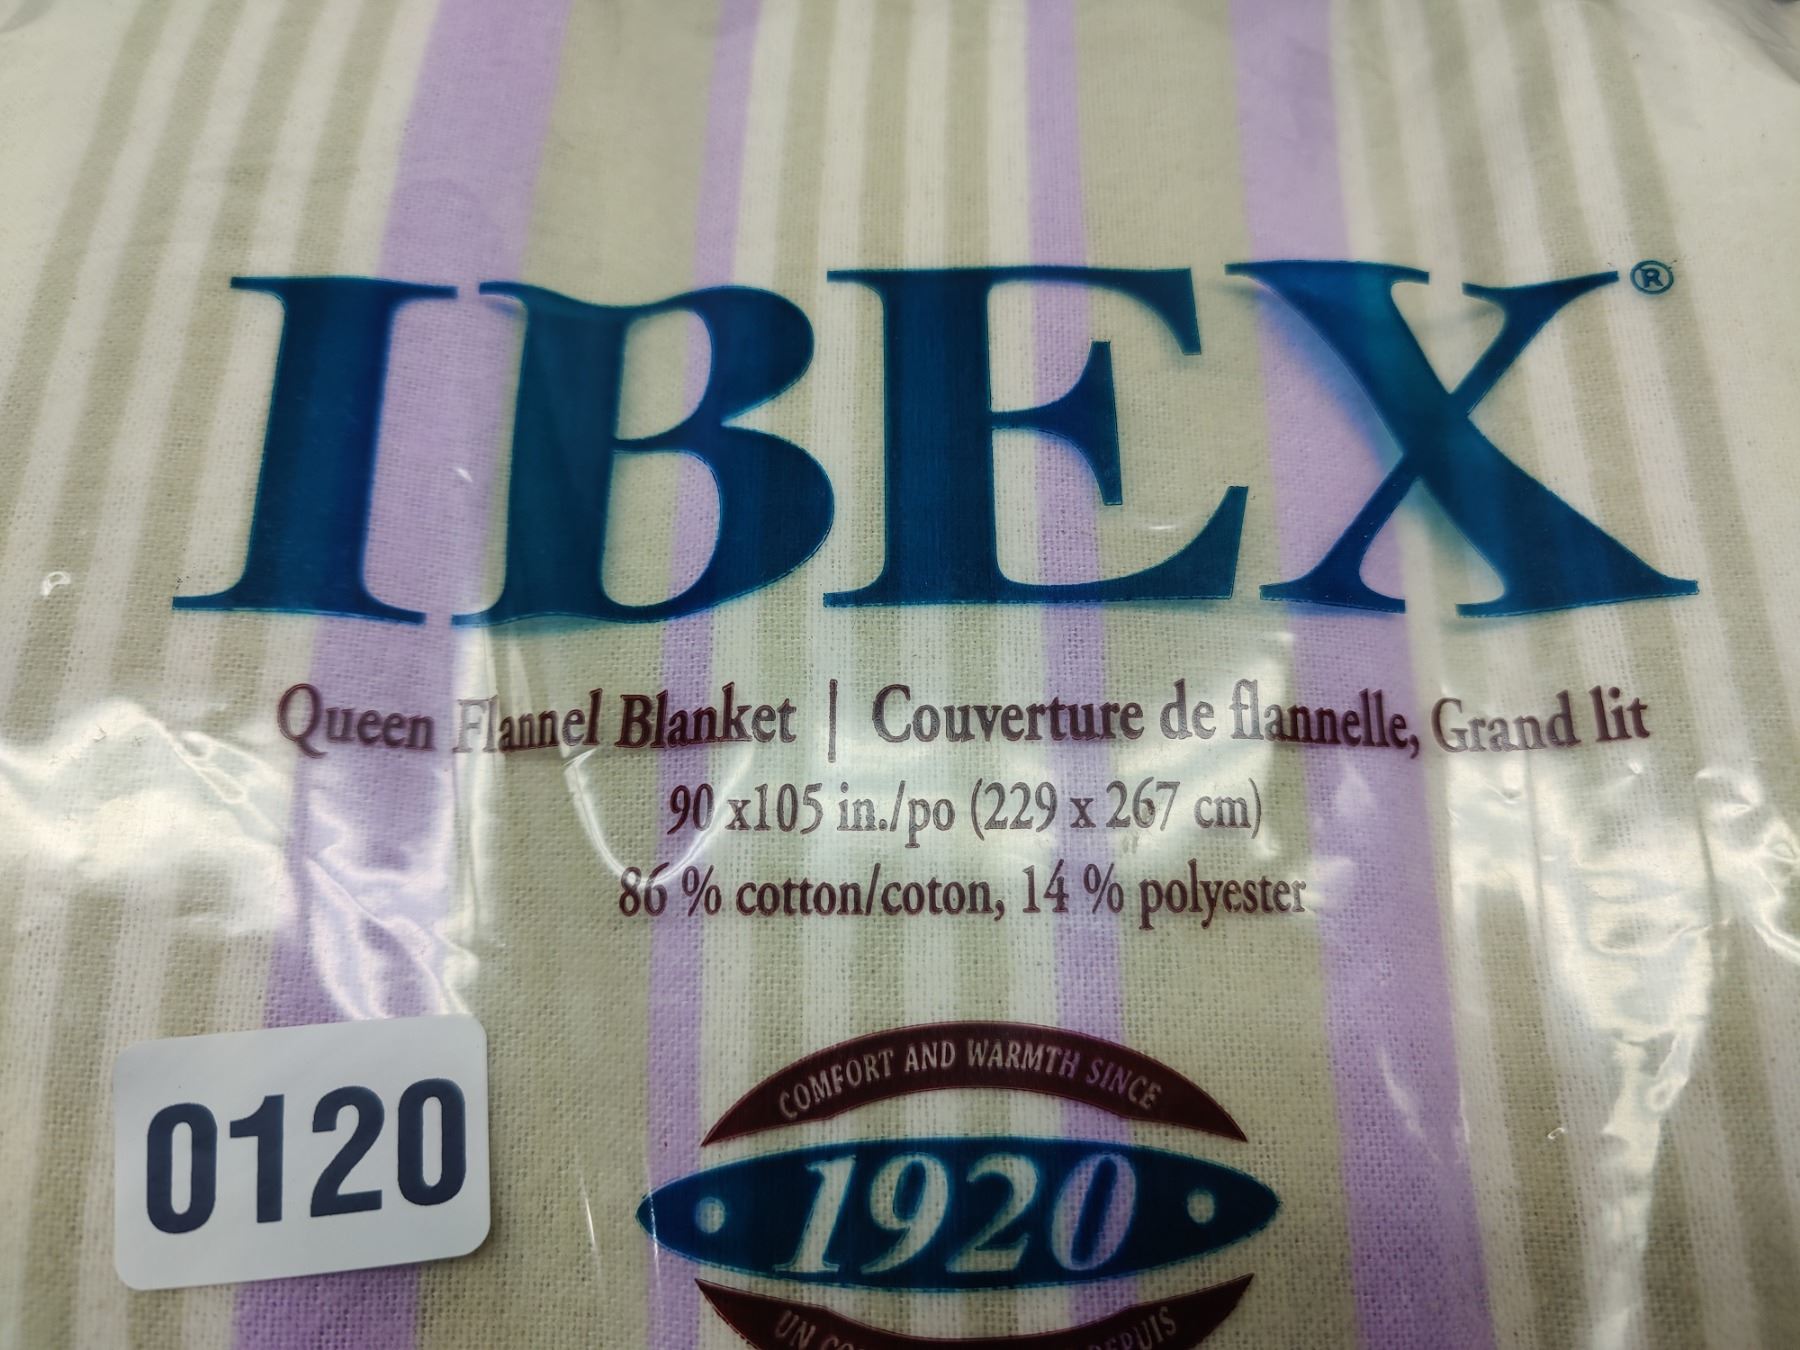 IBEX®
Queen Flannel Blanket | Couverture de flannelle, Grand lit
90 x105 in./po (229 x 267 cm)
86 % cotton/coton, 14 % polyester
COMFORT AND WARMTH SINCE
0120
• 1920 •
UN